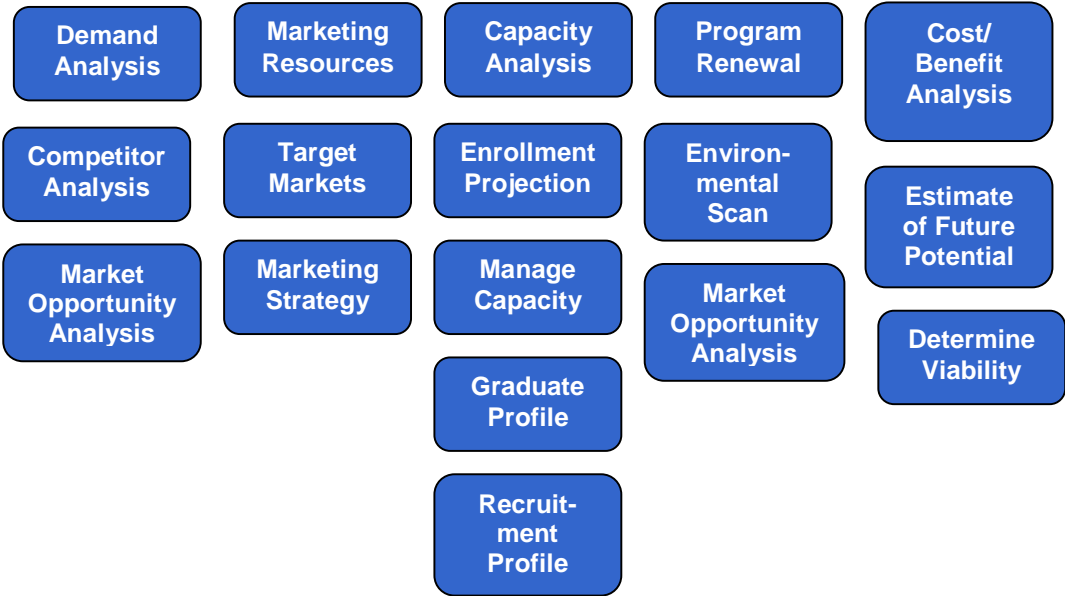 Demand
Analysis
Competitor
Analysis
Market
Opportunity
Analysis
Marketing
Resources
Target
Markets
Marketing
Strategy
Capacity
Analysis
Enrollment
Projection
Manage
Capacity
Graduate
Profile
Recruit-
ment
Profile
Program
Renewal
Environ-
mental
Scan
Market
Opportunity
Analysis
Cost/
Benefit
Analysis
Estimate
of Future
Potential
Determine
Viability